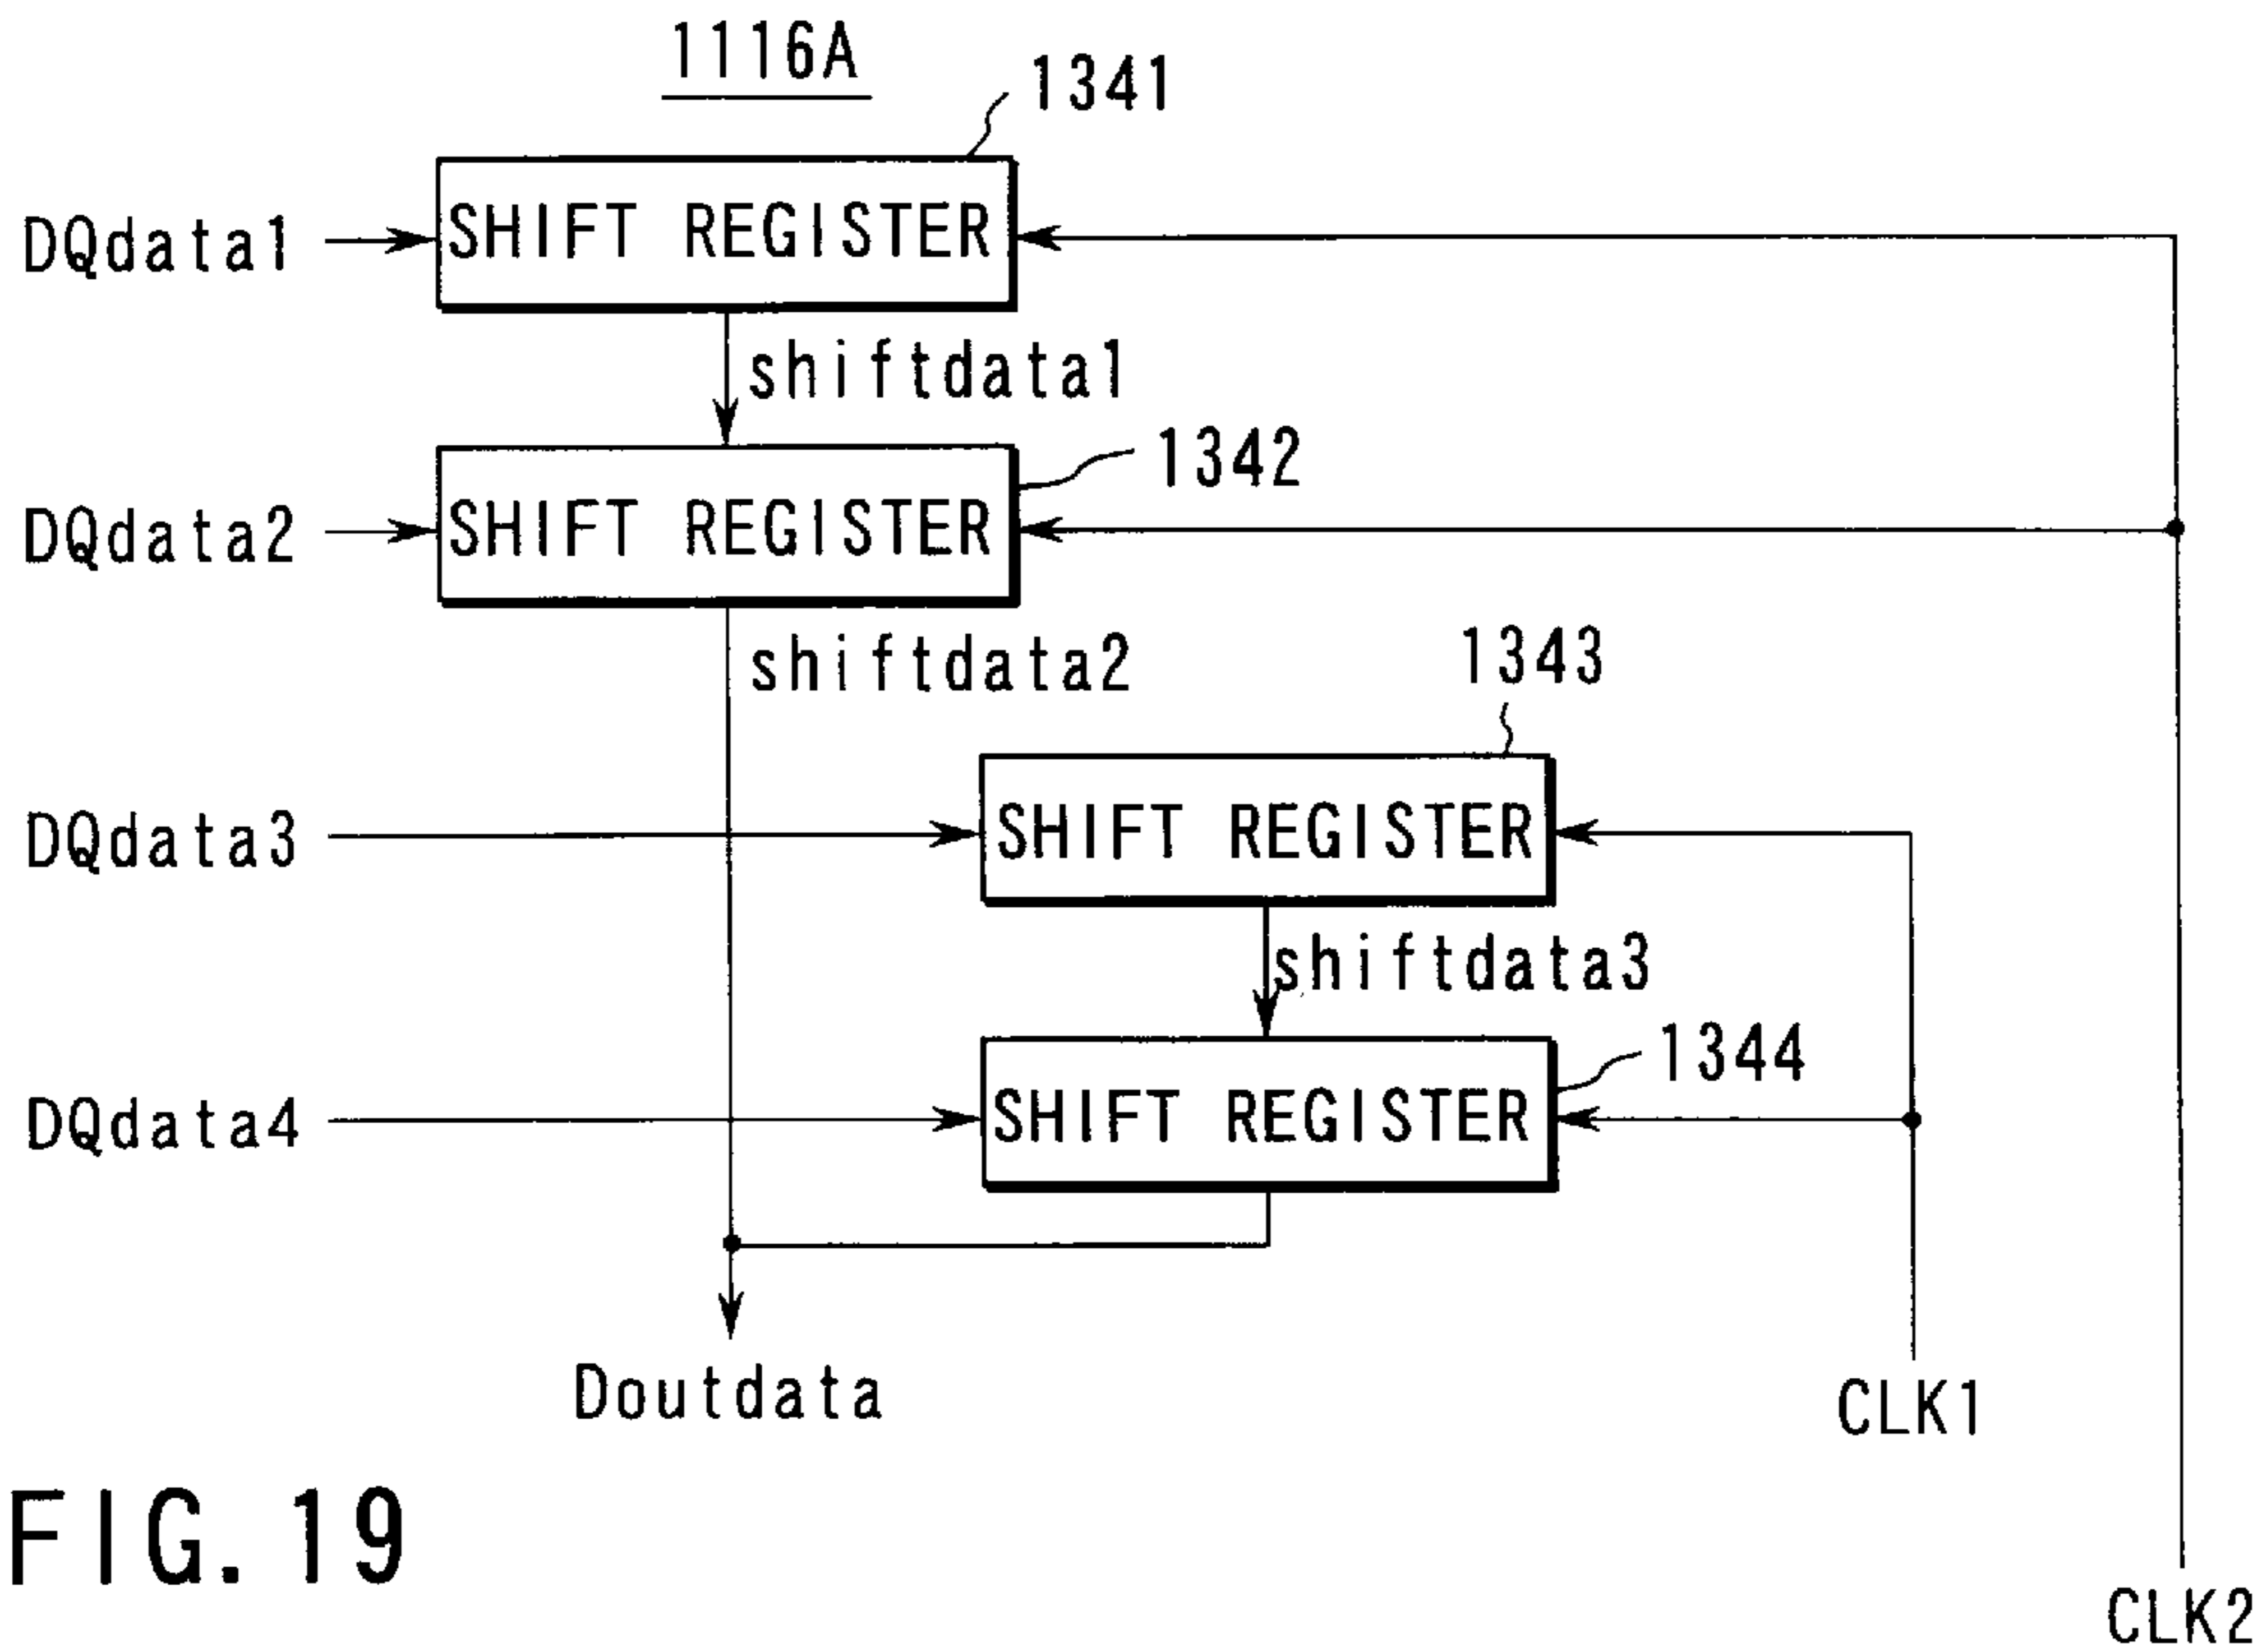 1116A
1341
DQdata1
SHIFT REGISTER
shiftdata1
1342
DQdata2
SHIFT REGISTER
shiftdata2
1343
DQdata3
SHIFT REGISTER
shiftdata3
1344
DQdata4
SHIFT REGISTER
Doutdata
CLK1
FIG.19
CLK2